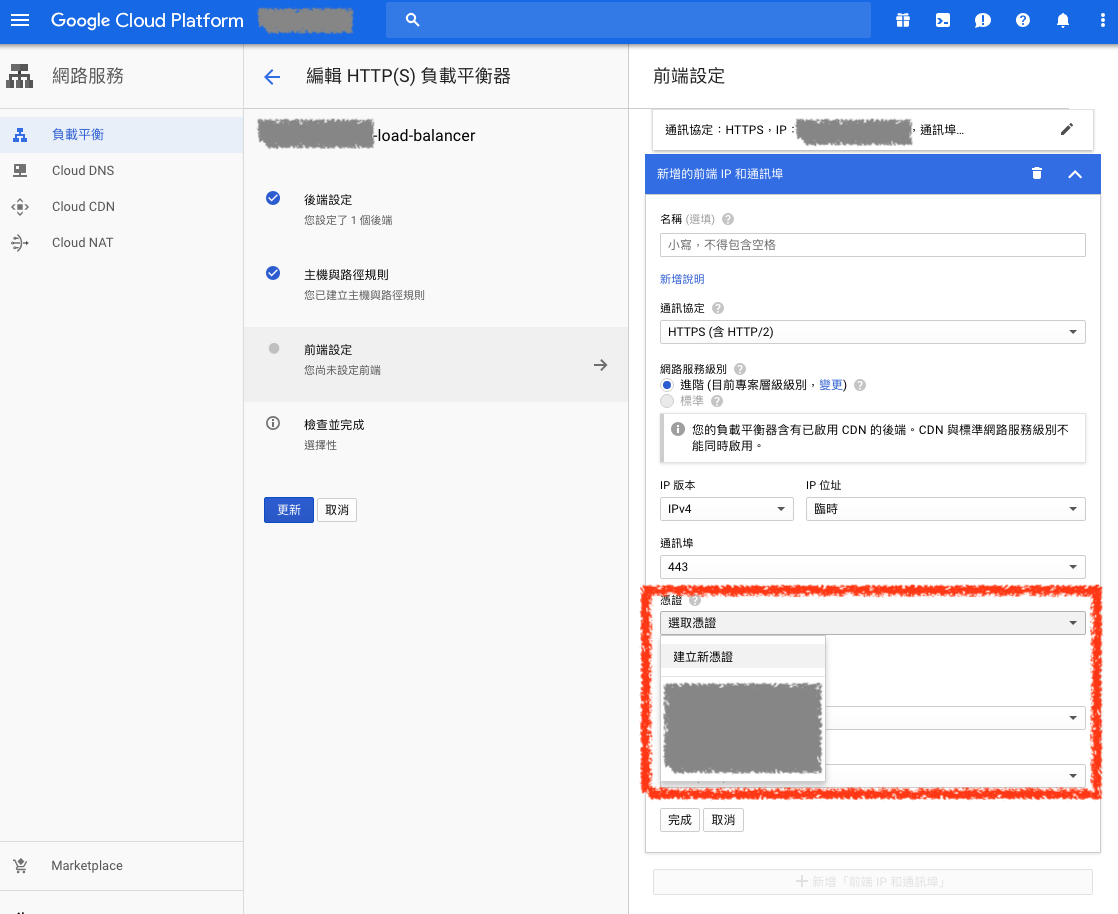 Google Cloud Platform
網路服務
負載平衡
Cloud DNS
Cloud CDN
Cloud NAT
Marketplace
編輯 HTTP(S) 負載平衡器
-load-balancer
後端設定
您設定了 1 個後端
主機與路徑規則
您已建立主機與路徑規則
前端設定
您尚未設定前端
檢查並完成
選擇性
更新 取消
前端設定
通訊協定：HTTPS，IP：，通訊埠...
新增的前端 IP 和通訊埠
名稱 (選填)
小寫，不得包含空格
新增說明
通訊協定
HTTPS (含 HTTP/2)
網路服務級別
進階 (目前專案層級級別，變更)
標準
您的負載平衡器含有已啟用 CDN 的後端。CDN 與標準網路服務級別不
能同時啟用。
IP 版本 IP 位址
IPv4 臨時
通訊埠
443
憑證
選取憑證
建立新憑證
完成 取消
新增「前端 IP 和通訊埠」